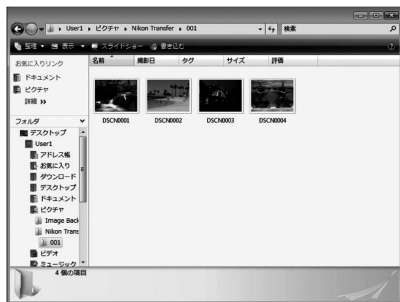 User1 ▸ ピクチャ ▸ Nikon Transfer ▸ 001
検索
整理 表示 スライドショー 書き込む
お気に入りリンク
ドキュメント
ピクチャ
詳細 »
フォルダ
デスクトップ
User1
アドレス帳
お気に入り
ダウンロード
デスクトップ
ドキュメント
ピクチャ
Image Back
Nikon Trans
001
ビデオ
ミュージック
名前 撮影日 タグ サイズ 評価
DSCN0001 DSCN0002 DSCN0003 DSCN0004
4 個の項目